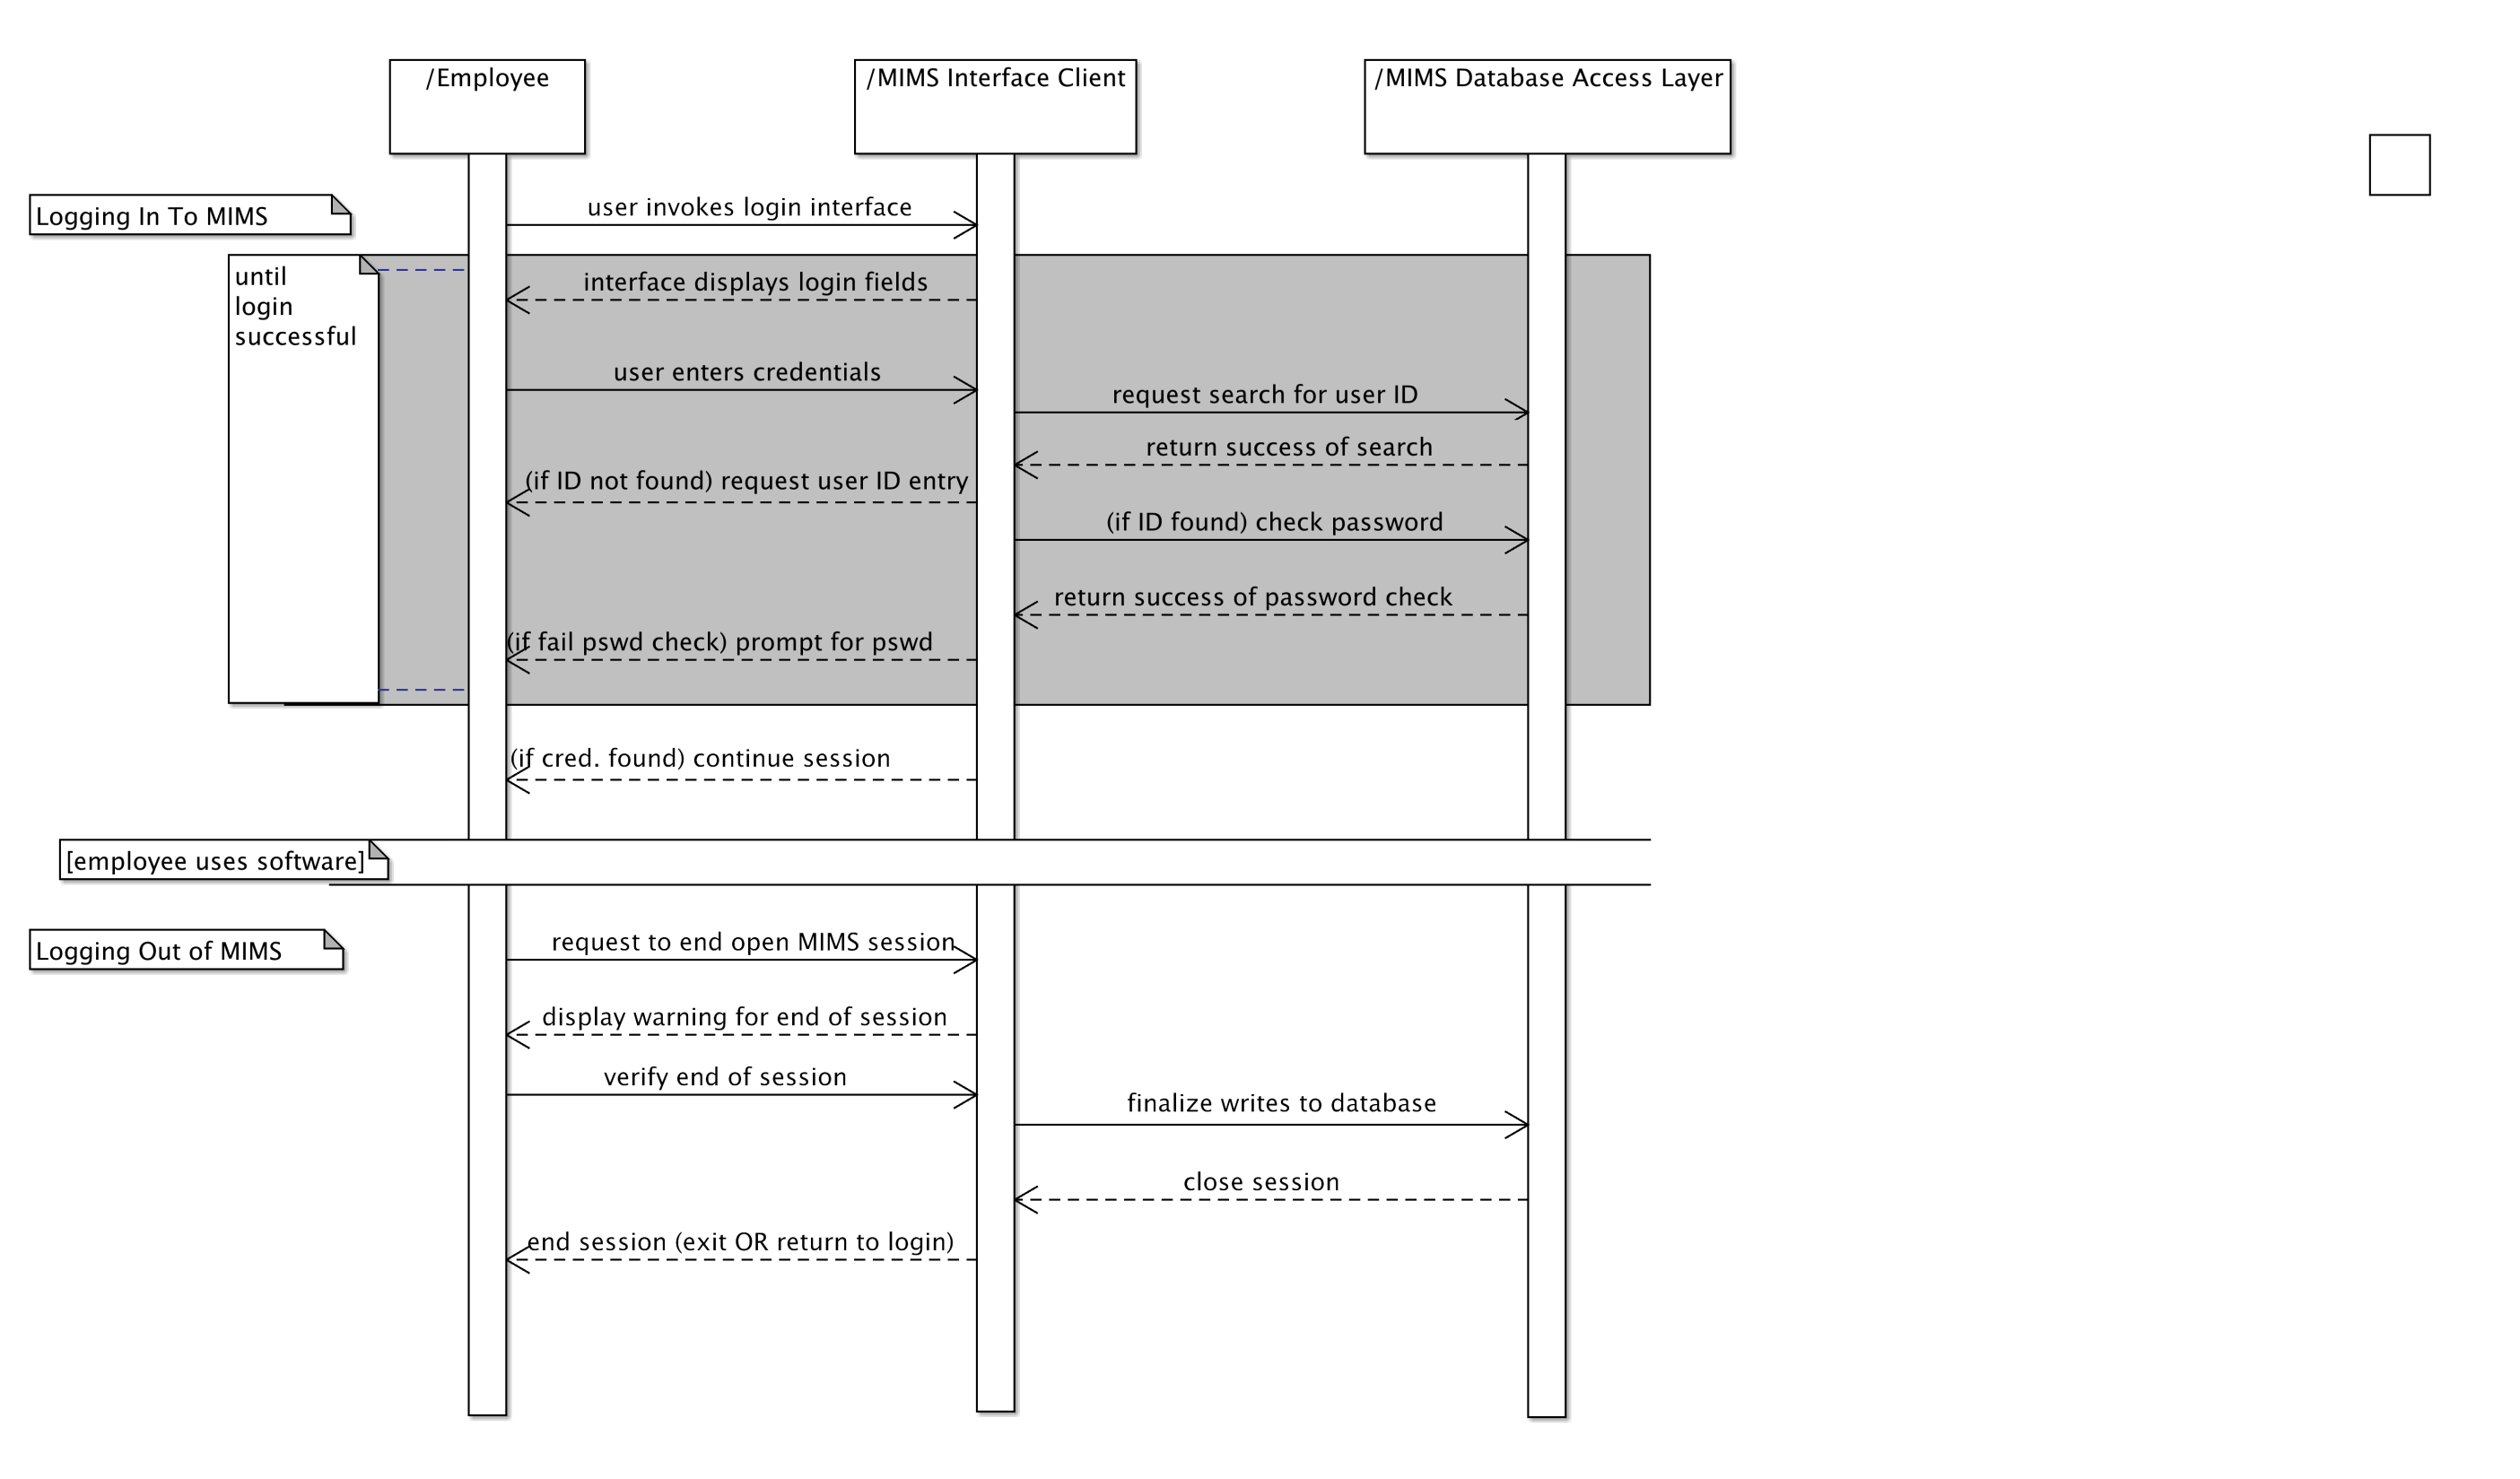 /Employee
/MIMS Interface Client
/MIMS Database Access Layer
Logging In To MIMS
user invokes login interface
until
login
successful
interface displays login fields
user enters credentials
request search for user ID
return success of search
(if ID not found) request user ID entry
(if ID found) check password
return success of password check
(if fail pswd check) prompt for pswd
(if cred. found) continue session
[employee uses software]
Logging Out of MIMS
request to end open MIMS session
display warning for end of session
verify end of session
finalize writes to database
close session
end session (exit OR return to login)